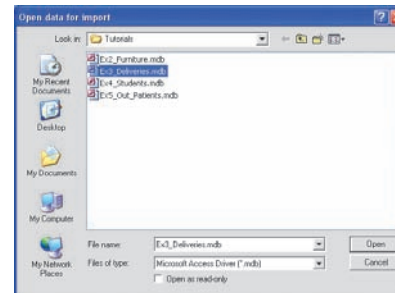 Open data for import
Look in: Tutorials
Ex2_Furniture.mdb
Ex3_Deliveries.mdb
Ex4_Students.mdb
Ex5_Out_Patients.mdb
My Recent Documents
Desktop
My Documents
My Computer
My Network Places
File name: Ex3_Deliveries.mdb Open
Files of type: Microsoft Access Driver (*.mdb) Cancel
Open as read-only